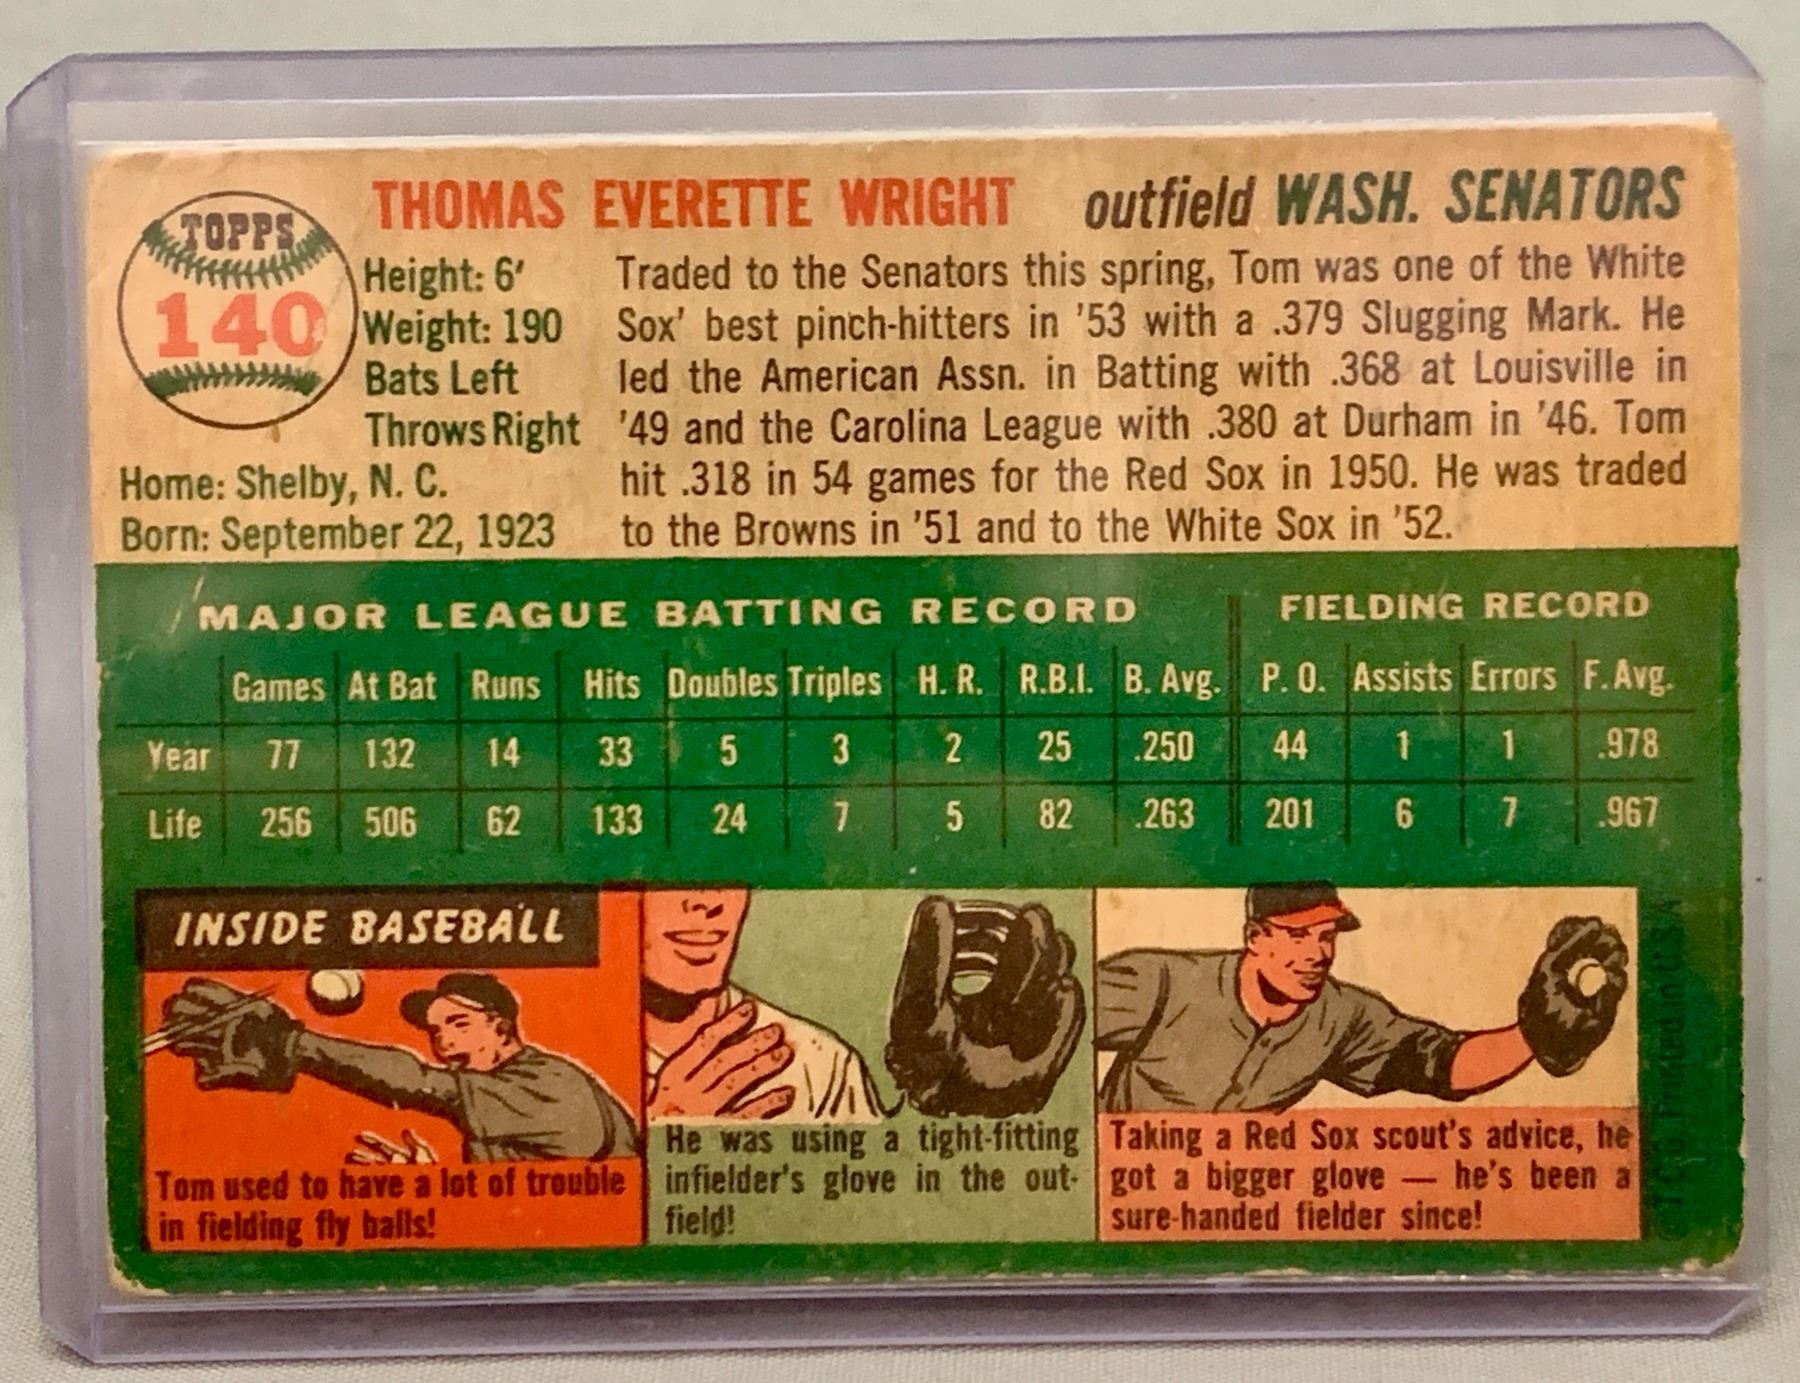 TOPPS
140
THOMAS EVERETTE WRIGHT outfield WASH. SENATORS
Height: 6'
Weight: 190
Bats Left
Throws Right
Home: Shelby, N. C.
Born: September 22, 1923
Traded to the Senators this spring, Tom was one of the White
Sox' best pinch-hitters in '53 with a .379 Slugging Mark. He
led the American Assn. in Batting with .368 at Louisville in
'49 and the Carolina League with .380 at Durham in '46. Tom
hit .318 in 54 games for the Red Sox in 1950. He was traded
to the Browns in '51 and to the White Sox in '52.
MAJOR LEAGUE BATTING RECORD FIELDING RECORD
Games At Bat Runs Hits Doubles Triples H. R. R.B.I. B. Avg. P. O. Assists Errors F. Avg.
Year 77 132 14 33 5 3 2 25 .250 44 1 1 .978
Life 256 506 62 133 24 7 5 82 .263 201 6 7 .967
INSIDE BASEBALL
Tom used to have a lot of trouble
in fielding fly balls!
He was using a tight-fitting
infielder's glove in the out-
field!
Taking a Red Sox scout's advice, he
got a bigger glove — he's been a
sure-handed fielder since!
© T.C.G. Printed in U.S.A.